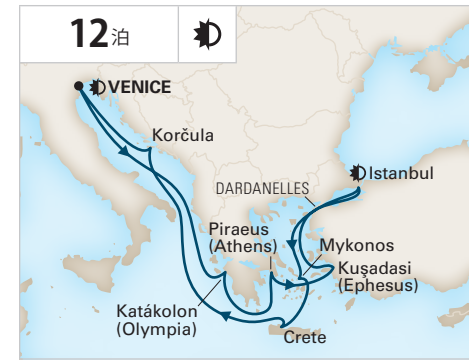 12泊
VENICE
Korčula
Istanbul
DARDANELLES
Piraeus
(Athens)
Mykonos
Kuşadasi
(Ephesus)
Katákolon
(Olympia)
Crete